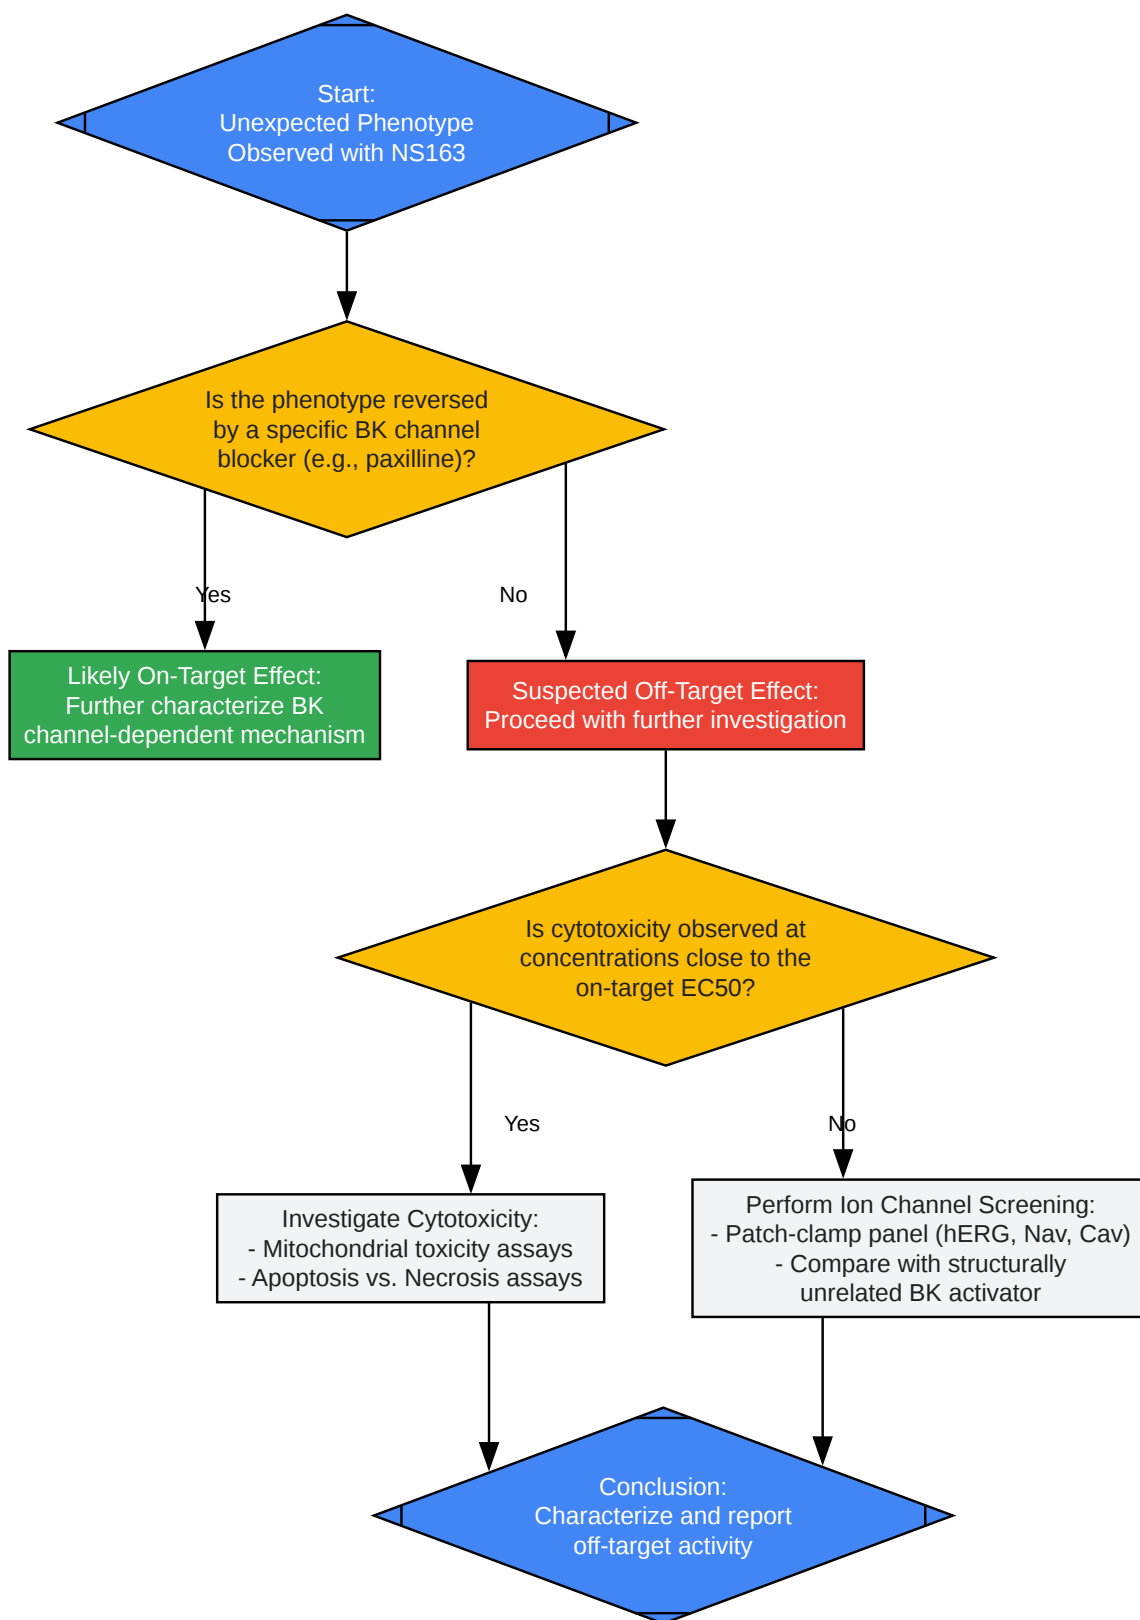 Start:
Unexpected Phenotype
Observed with NS163
Is the phenotype reversed
by a specific BK channel
blocker (e.g., paxilline)?
Yes
No
Likely On-Target Effect:
Further characterize BK
channel-dependent mechanism
Suspected Off-Target Effect:
Proceed with further investigation
Is cytotoxicity observed at
concentrations close to the
on-target EC50?
Yes
No
Investigate Cytotoxicity:
- Mitochondrial toxicity assays
- Apoptosis vs. Necrosis assays
Perform Ion Channel Screening:
- Patch-clamp panel (hERG, Nav, Cav)
- Compare with structurally
unrelated BK activator
Conclusion:
Characterize and report
off-target activity